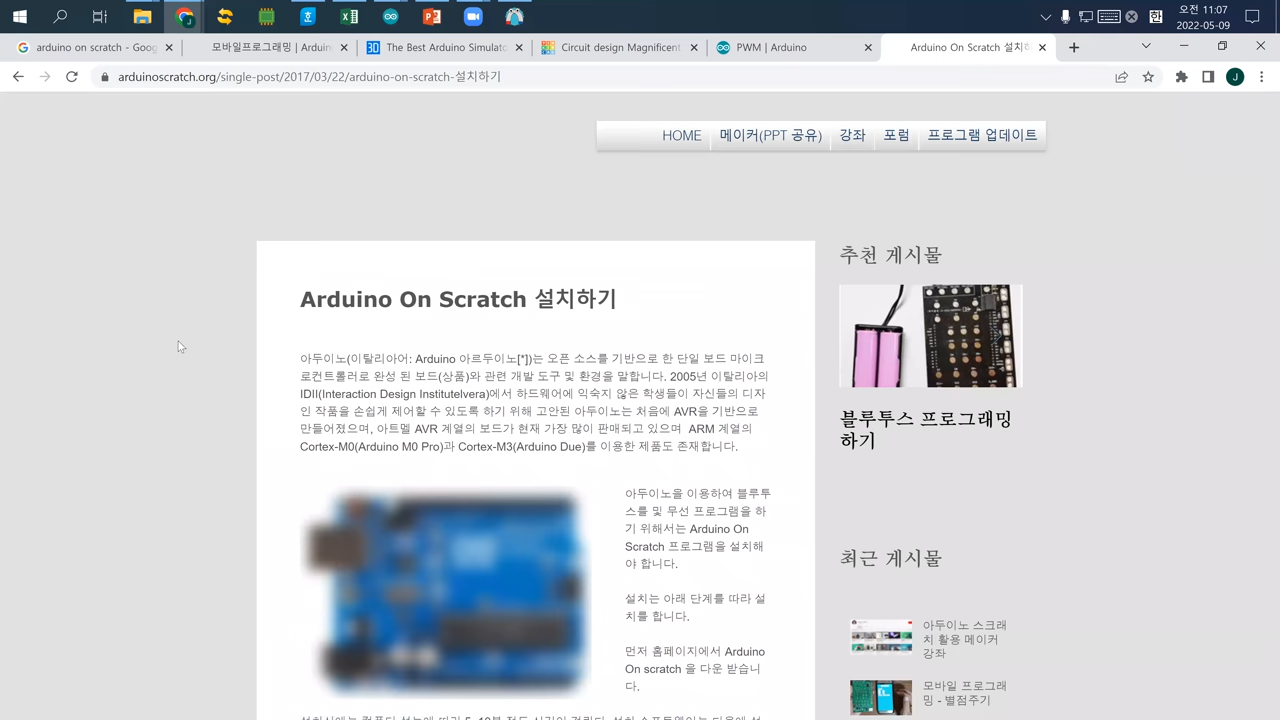 오전 11:07
2022-05-09
arduino on scratch - Goog
모바일프로그래밍 | Arduin
The Best Arduino Simulato
Circuit design Magnificent
PWM | Arduino
Arduino On Scratch 설치하
arduinoscratch.org/single-post/2017/03/22/arduino-on-scratch-설치하기
J
HOME
메이커(PPT 공유)
강좌
포럼
프로그램 업데이트
Arduino On Scratch 설치하기
아두이노(이탈리아어: Arduino 아르두이노[*])는 오픈 소스를 기반으로 한 단일 보드 마이크
로컨트롤러로 완성 된 보드(상품)와 관련 개발 도구 및 환경을 말합니다. 2005년 이탈리아의
IDII(Interaction Design Institutelvera)에서 하드웨어에 익숙지 않은 학생들이 자신들의 디자
인 작품을 손쉽게 제어할 수 있도록 하기 위해 고안된 아두이노는 처음에 AVR을 기반으로
만들어졌으며, 아트멜 AVR 계열의 보드가 현재 가장 많이 판매되고 있으며 ARM 계열의
Cortex-M0(Arduino M0 Pro)과 Cortex-M3(Arduino Due)를 이용한 제품도 존재합니다.
아두이노을 이용하여 블루투
스를 및 무선 프로그램을 하
기 위해서는 Arduino On
Scratch 프로그램을 설치해
야 합니다.
설치는 아래 단계를 따라 설
치를 합니다.
먼저 홈페이지에서 Arduino
On scratch 을 다운 받습니
다.
추천 게시물
블루투스 프로그래밍
하기
최근 게시물
아두이노 스크래
치 활용 메이커
강좌
모바일 프로그래
밍 - 별점주기